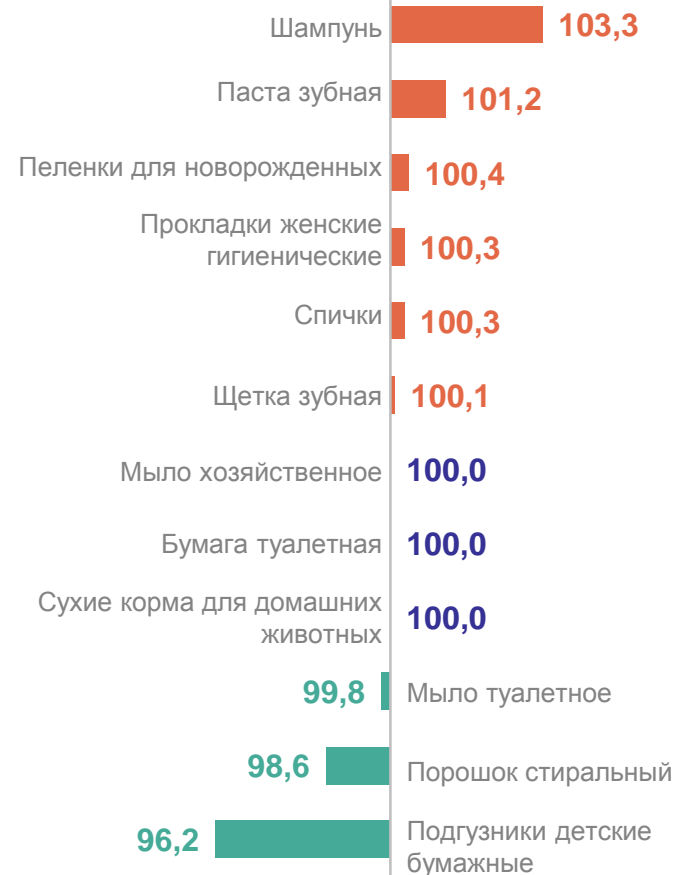 Шампунь 103,3
Паста зубная 101,2
Пеленки для новорожденных 100,4
Прокладки женские
гигиенические 100,3
Спички 100,3
Щетка зубная 100,1
Мыло хозяйственное 100,0
Бумага туалетная 100,0
Сухие корма для домашних
животных 100,0
99,8 Мыло туалетное
98,6 Порошок стиральный
96,2 Подгузники детские
бумажные